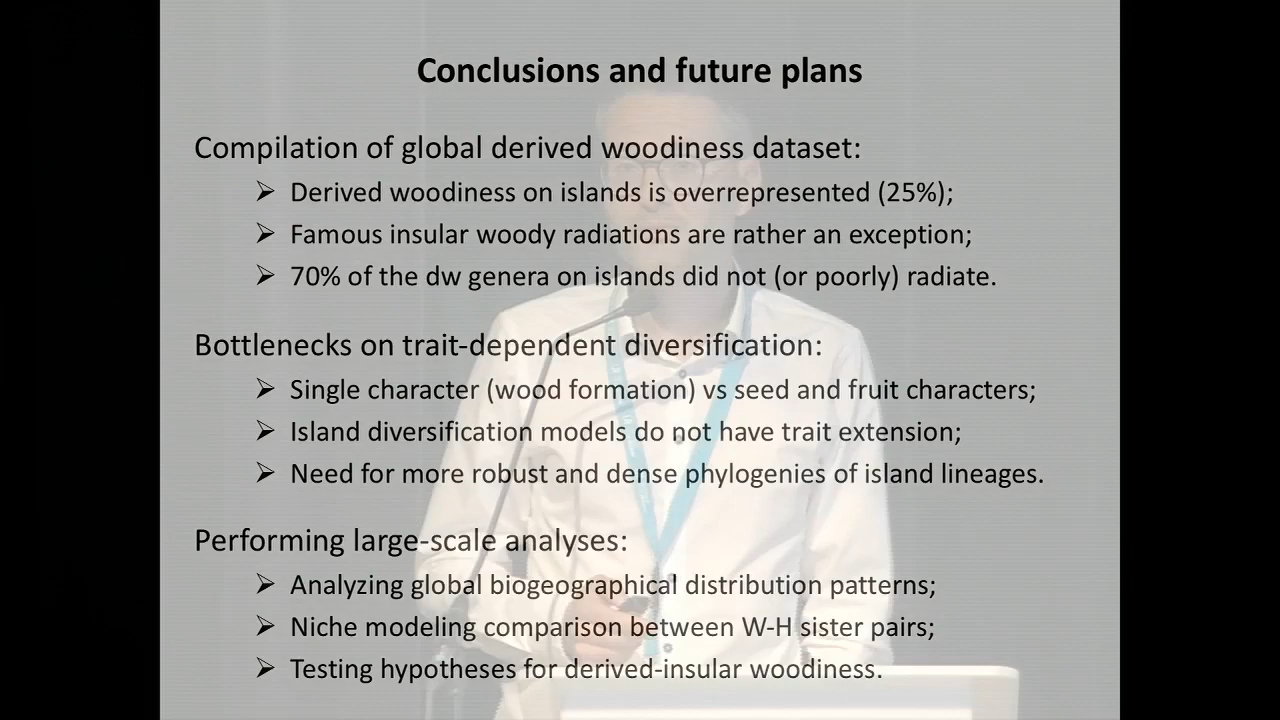 Conclusions and future plans
Compilation of global derived woodiness dataset:
➢ Derived woodiness on islands is overrepresented (25%);
➢ Famous insular woody radiations are rather an exception;
➢ 70% of the dw genera on islands did not (or poorly) radiate.
Bottlenecks on trait-dependent diversification:
➢ Single character (wood formation) vs seed and fruit characters;
➢ Island diversification models do not have trait extension;
➢ Need for more robust and dense phylogenies of island lineages.
Performing large-scale analyses:
➢ Analyzing global biogeographical distribution patterns;
➢ Niche modeling comparison between W-H sister pairs;
➢ Testing hypotheses for derived-insular woodiness.